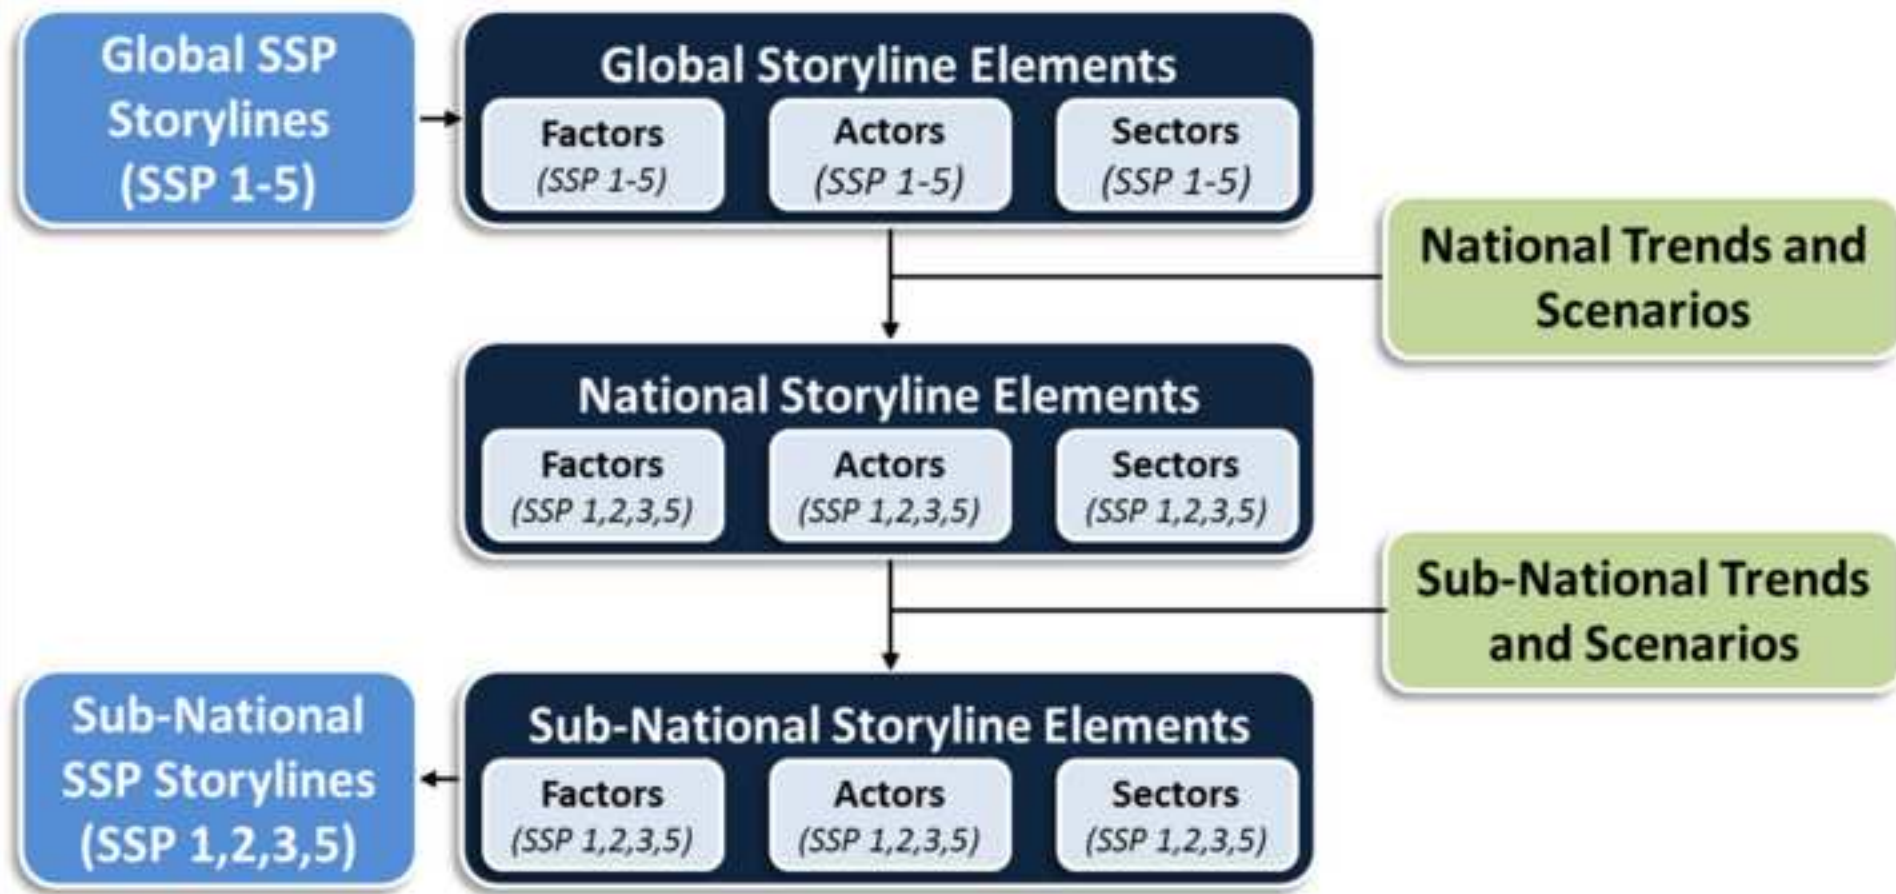 Global SSP
Storylines
(SSP 1-5)
Global Storyline Elements
Factors
(SSP 1-5)
Actors
(SSP 1-5)
Sectors
(SSP 1-5)
National Trends and
Scenarios
National Storyline Elements
Factors
(SSP 1,2,3,5)
Actors
(SSP 1,2,3,5)
Sectors
(SSP 1,2,3,5)
Sub-National Trends
and Scenarios
Sub-National
SSP Storylines
(SSP 1,2,3,5)
Sub-National Storyline Elements
Factors
(SSP 1,2,3,5)
Actors
(SSP 1,2,3,5)
Sectors
(SSP 1,2,3,5)